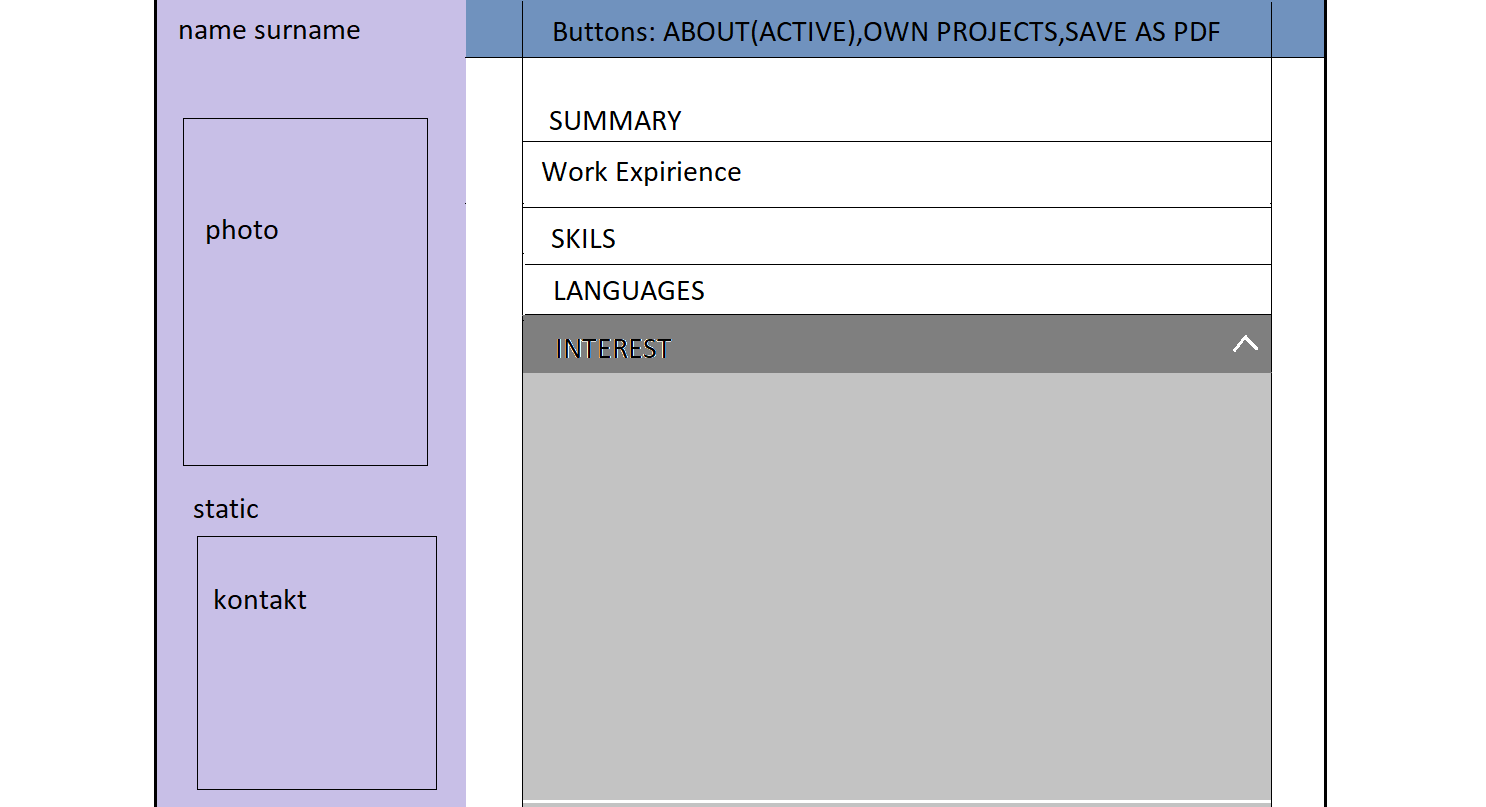 name surname
photo
static
kontakt
Buttons: ABOUT(ACTIVE),OWN PROJECTS,SAVE AS PDF
SUMMARY
Work Expirience
SKILS
LANGUAGES
INTEREST